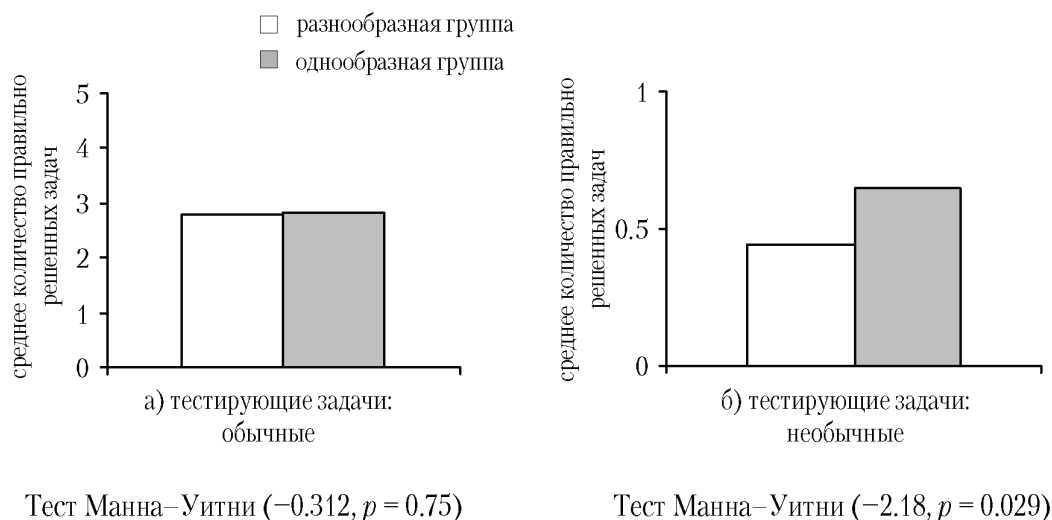 разнообразная группа
однообразная группа
среднее количество правильно
решенных задач
5
4
3
2
1
0
а) тестирующие задачи:
обычные
Тест Манна–Уитни (−0.312, p = 0.75)
среднее количество правильно
решенных задач
1
0.5
0
б) тестирующие задачи:
необычные
Тест Манна–Уитни (−2.18, p = 0.029)